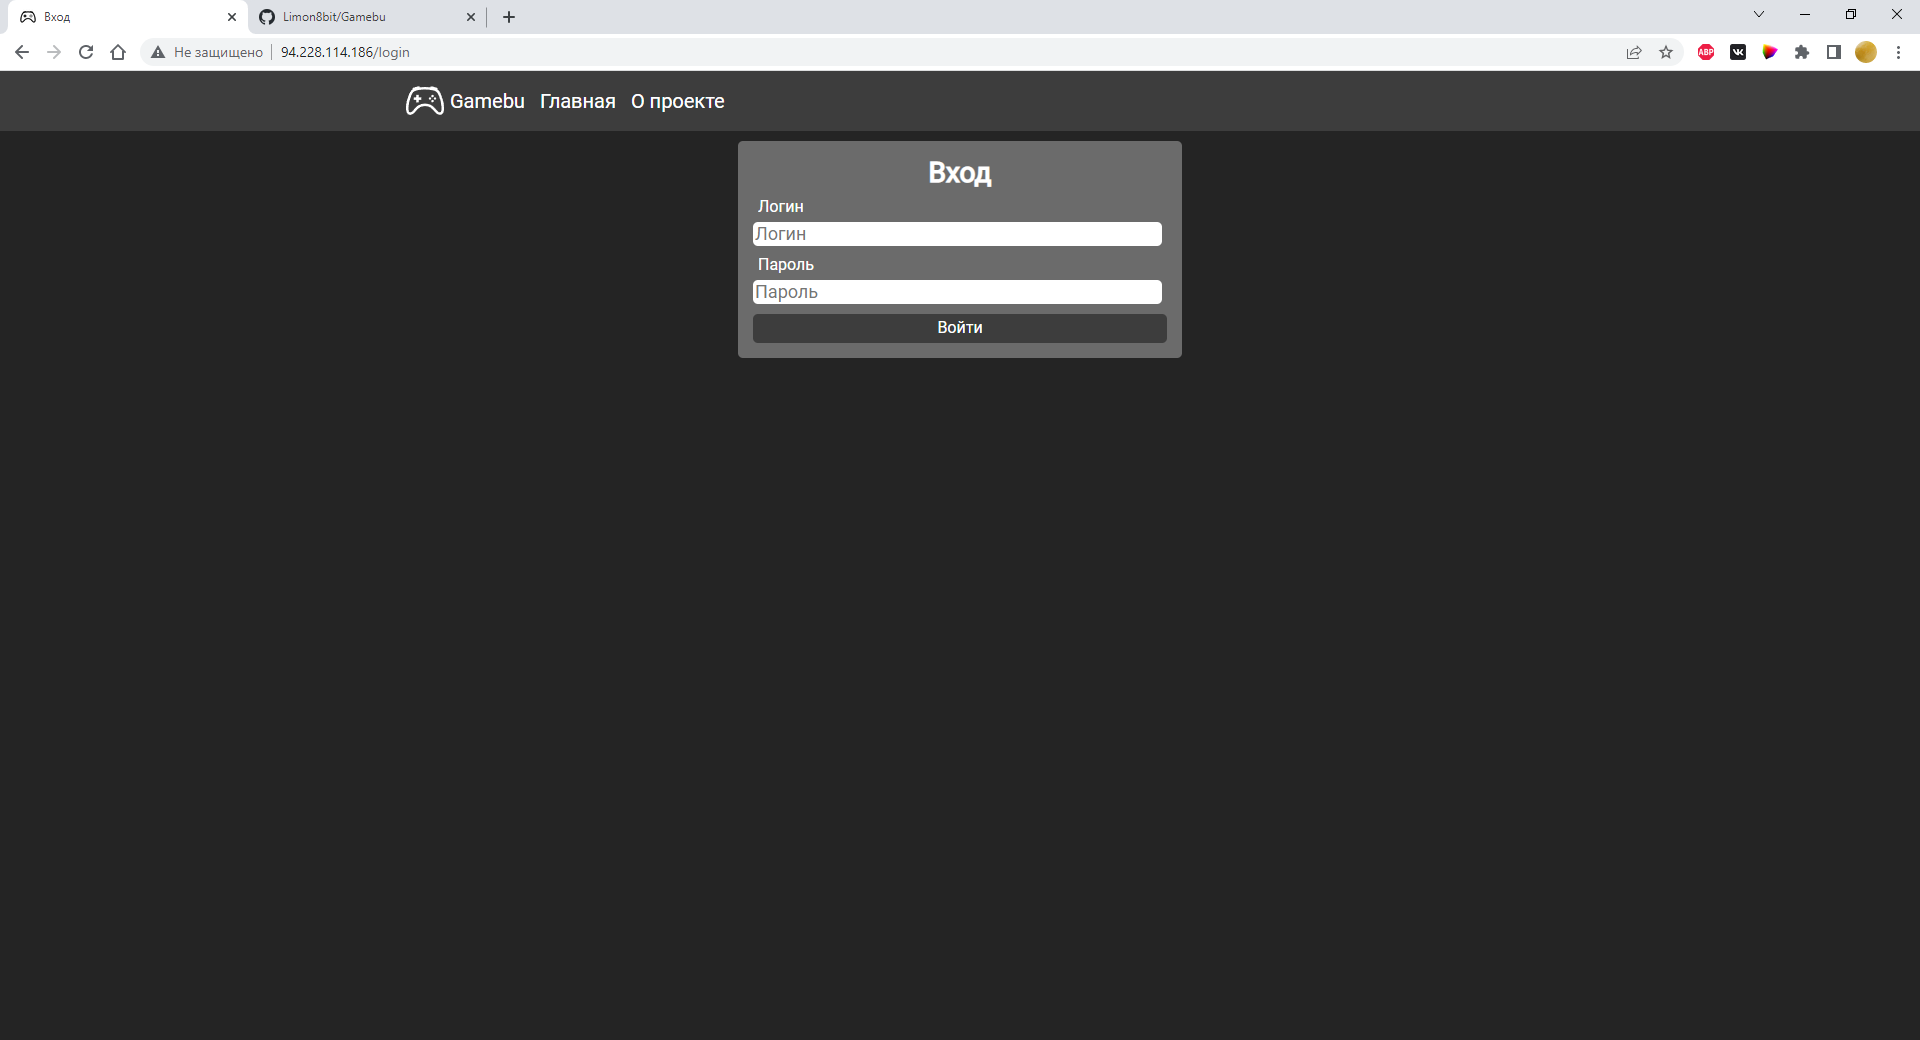 Вход
Limon8bit/Gamebu
Не защищено
94.228.114.186/login
ABP
Gamebu
Главная
О проекте
Вход
Логин
Логин
Пароль
Пароль
Войти